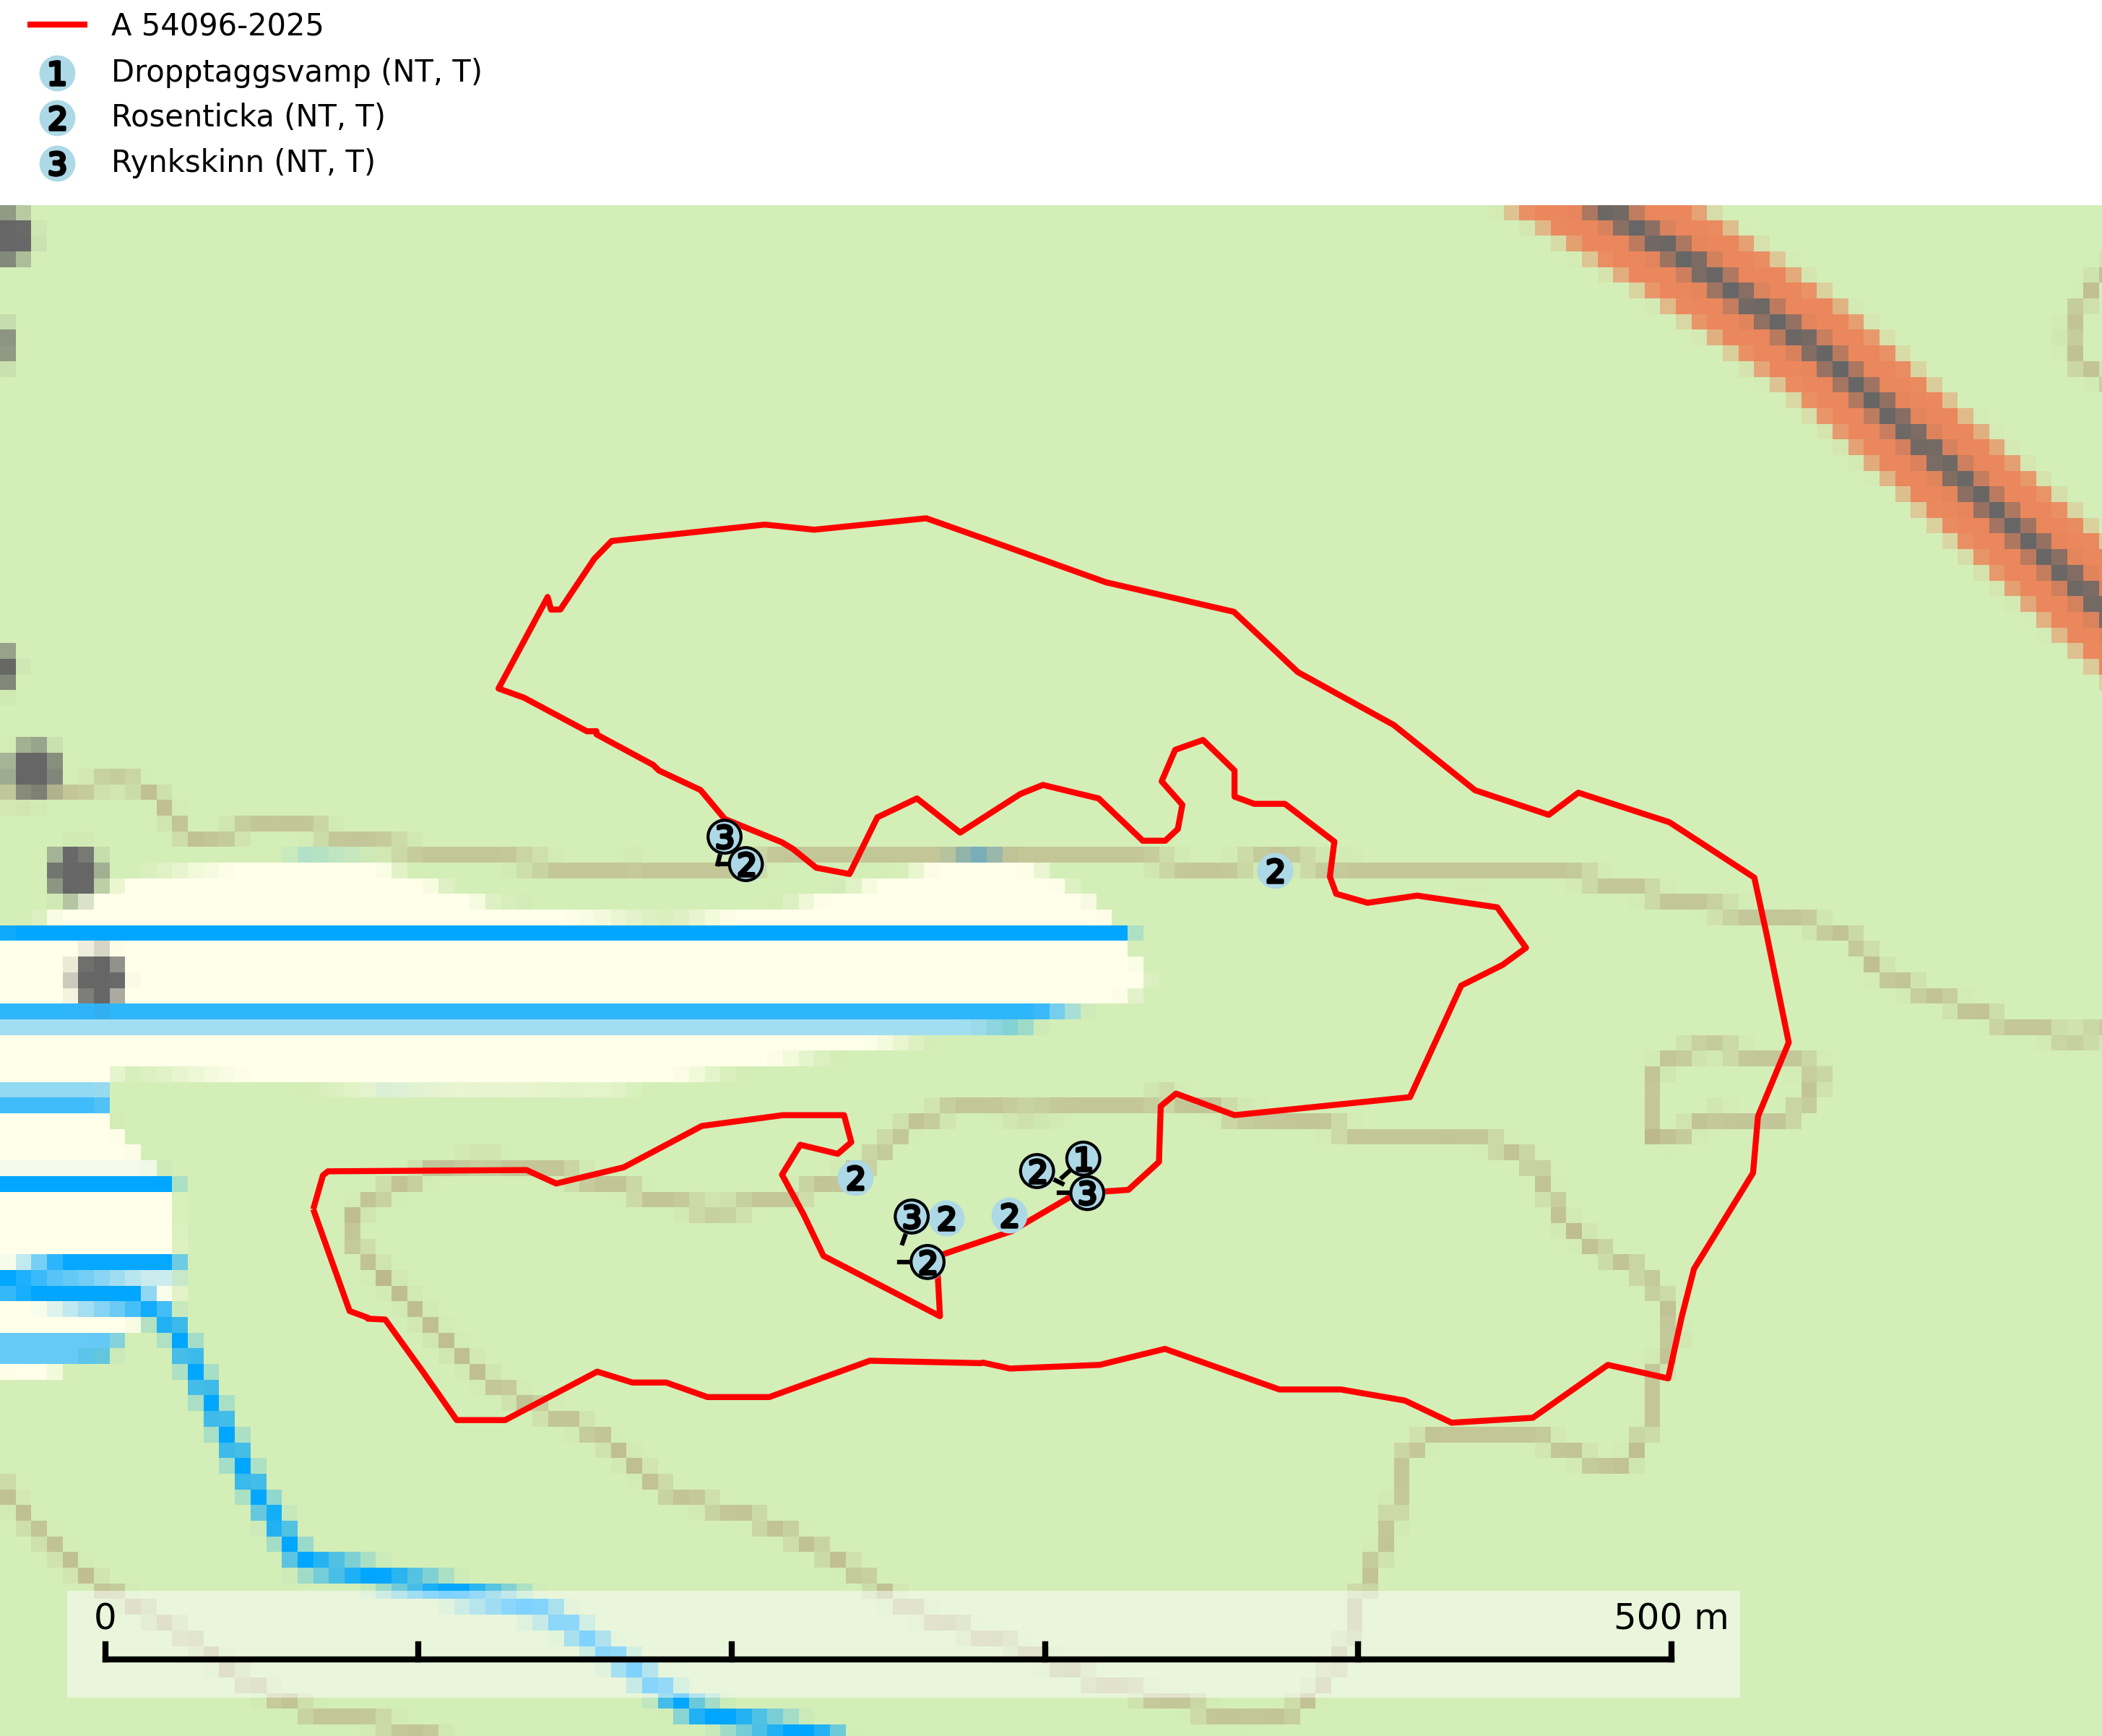 A 54096-2025
1 Dropptaggsvamp (NT, T)
2 Rosenticka (NT, T)
3 Rynkskinn (NT, T)
3
2
2
1
2
2
3
3
2
2
2
0 500 m